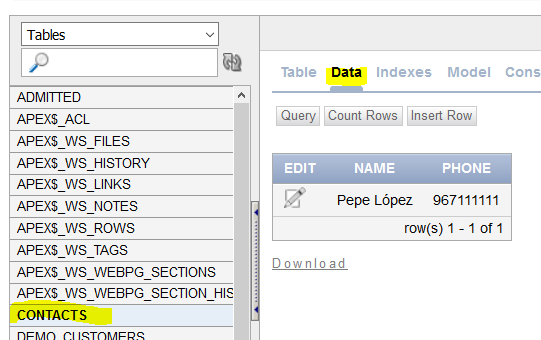 Tables
ADMITTED
APEX$_ACL
APEX$_WS_FILES
APEX$_WS_HISTORY
APEX$_WS_LINKS
APEX$_WS_NOTES
APEX$_WS_ROWS
APEX$_WS_TAGS
APEX$_WS_WEBPG_SECTIONS
APEX$_WS_WEBPG_SECTION_HIS
CONTACTS
DEMO_CUSTOMERS
Table Data Indexes Model Cons
Query Count Rows Insert Row
EDIT NAME PHONE
Pepe López 967111111
row(s) 1 - 1 of 1
Download